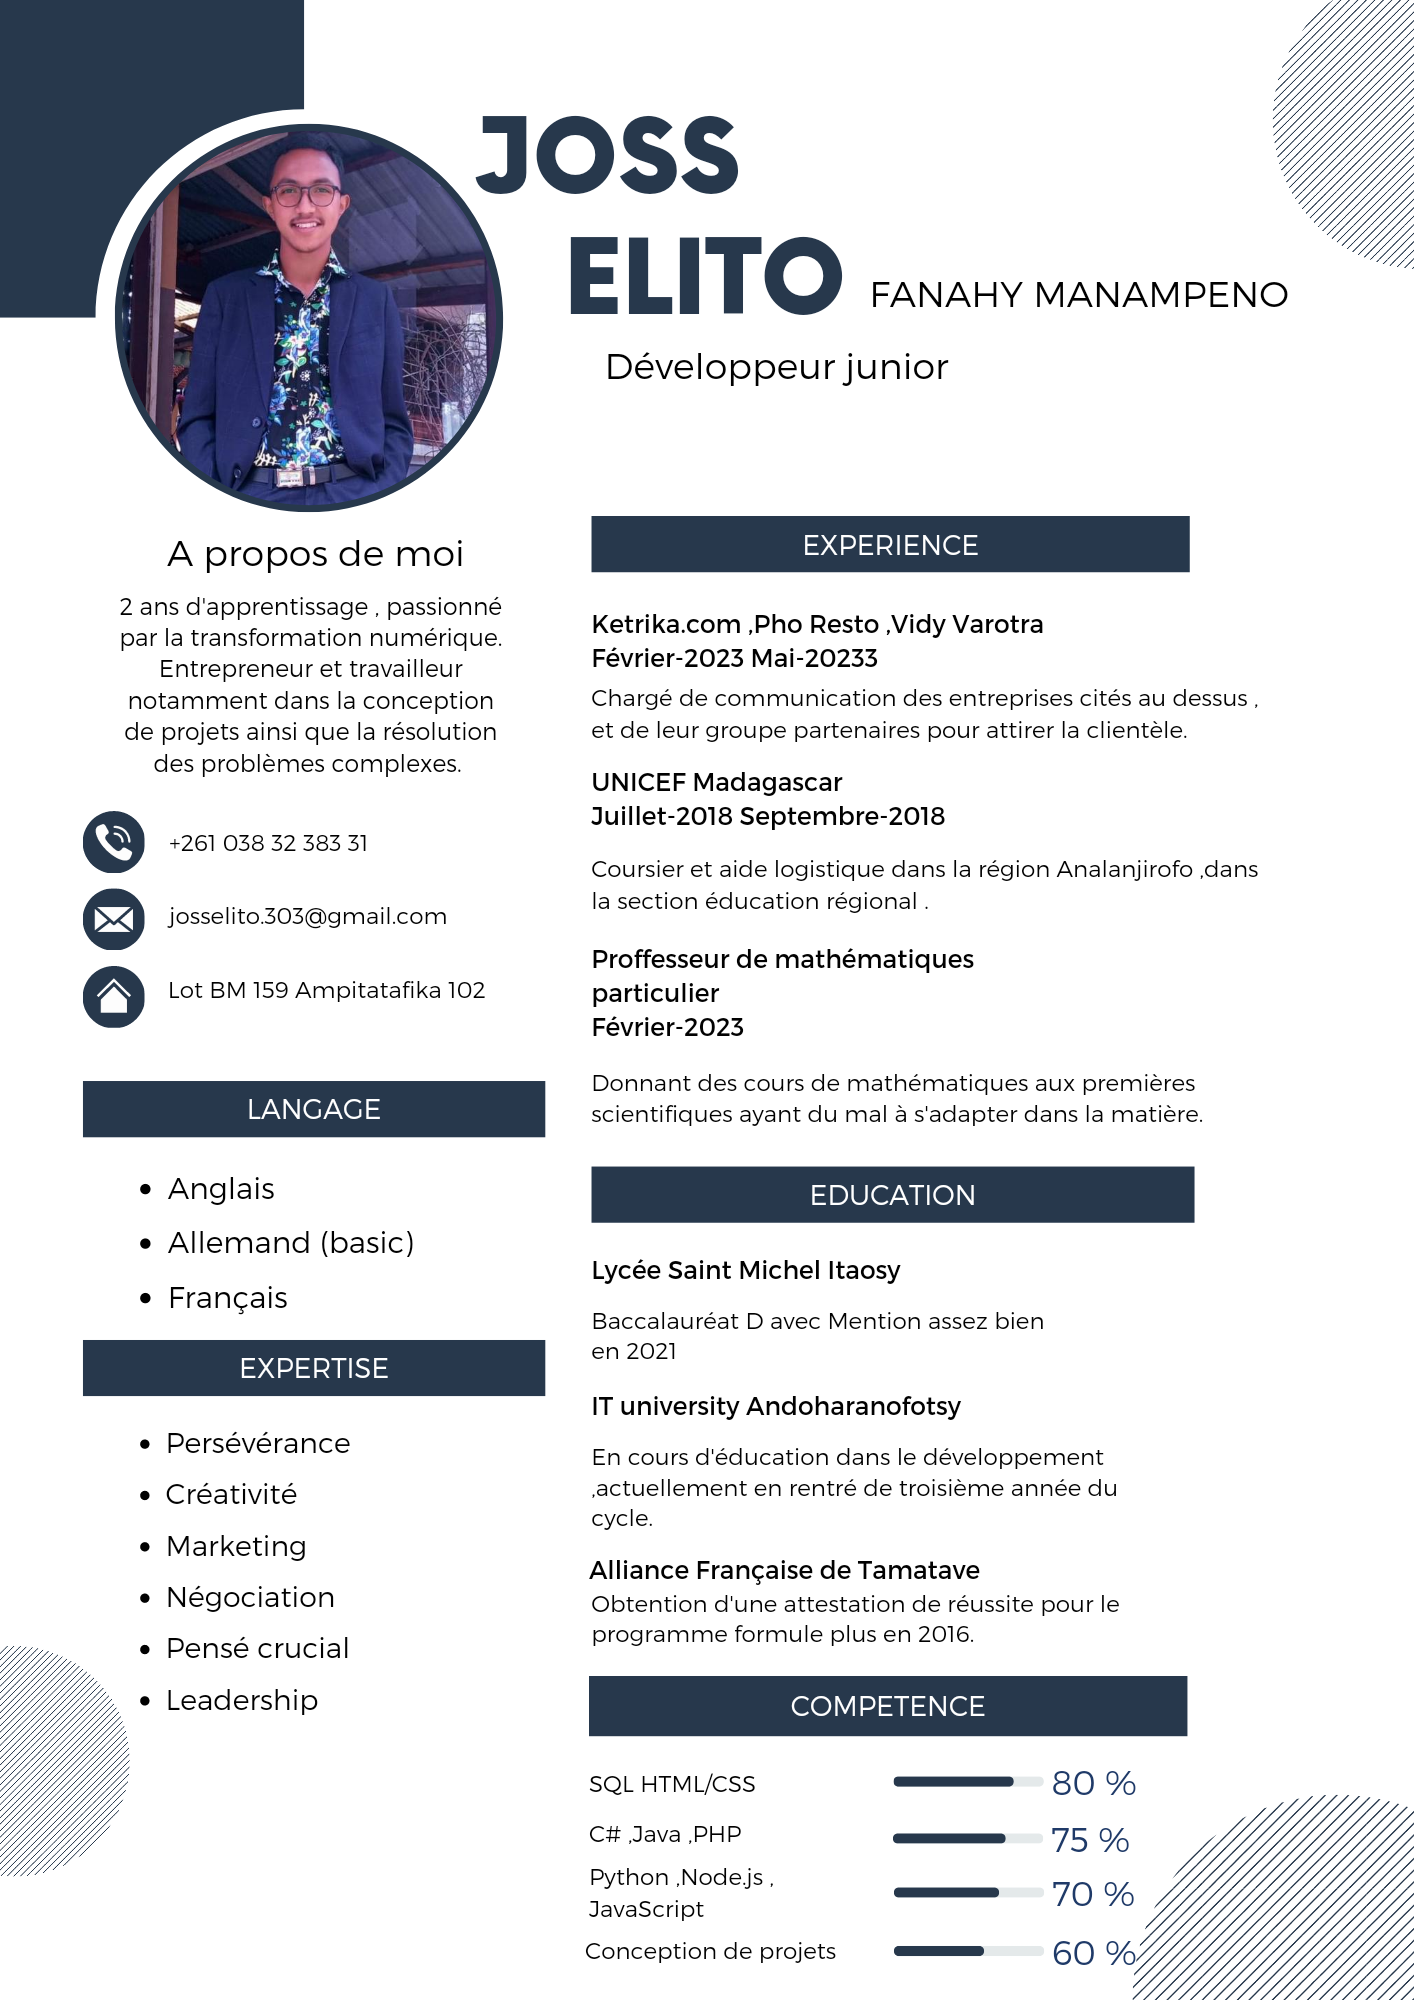 JOSS
ELITO FANAHY MANAMPENO
Développeur junior
A propos de moi
2 ans d'apprentissage , passionné
par la transformation numérique.
Entrepreneur et travailleur
notamment dans la conception
de projets ainsi que la résolution
des problèmes complexes.
+261 038 32 383 31
josselito.303@gmail.com
Lot BM 159 Ampitatafika 102
LANGAGE
• Anglais
• Allemand (basic)
• Français
EXPERTISE
• Persévérance
• Créativité
• Marketing
• Négociation
• Pensé crucial
• Leadership
EXPERIENCE
Ketrika.com ,Pho Resto ,Vidy Varotra
Février-2023 Mai-20233
Chargé de communication des entreprises cités au dessus ,
et de leur groupe partenaires pour attirer la clientèle.
UNICEF Madagascar
Juillet-2018 Septembre-2018
Coursier et aide logistique dans la région Analanjirofo ,dans
la section éducation régional .
Proffesseur de mathématiques
particulier
Février-2023
Donnant des cours de mathématiques aux premières
scientifiques ayant du mal à s'adapter dans la matière.
EDUCATION
Lycée Saint Michel Itaosy
Baccalauréat D avec Mention assez bien
en 2021
IT university Andoharanofotsy
En cours d'éducation dans le développement
,actuellement en rentré de troisième année du
cycle.
Alliance Française de Tamatave
Obtention d'une attestation de réussite pour le
programme formule plus en 2016.
COMPETENCE
SQL HTML/CSS 80 %
C# ,Java ,PHP 75 %
Python ,Node.js , 70 %
JavaScript
Conception de projets 60 %